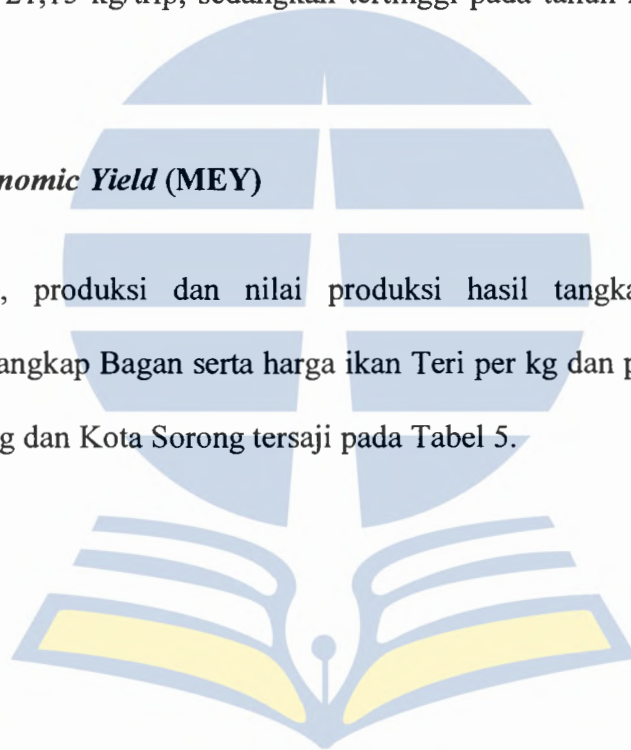 21,13 kg/trip, sedangkan tertinggi pada tahun
nomic Yield (MEY)
, produksi dan nilai produksi hasil tangka
angkap Bagan serta harga ikan Teri per kg dan p
g dan Kota Sorong tersaji pada Tabel 5.